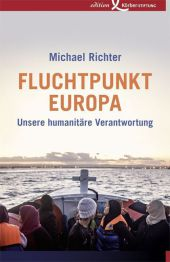 edition Körber-STIFTUNG
Michael Richter
FLUCHTPUNKT
EUROPA
Unsere humanitäre Verantwortung